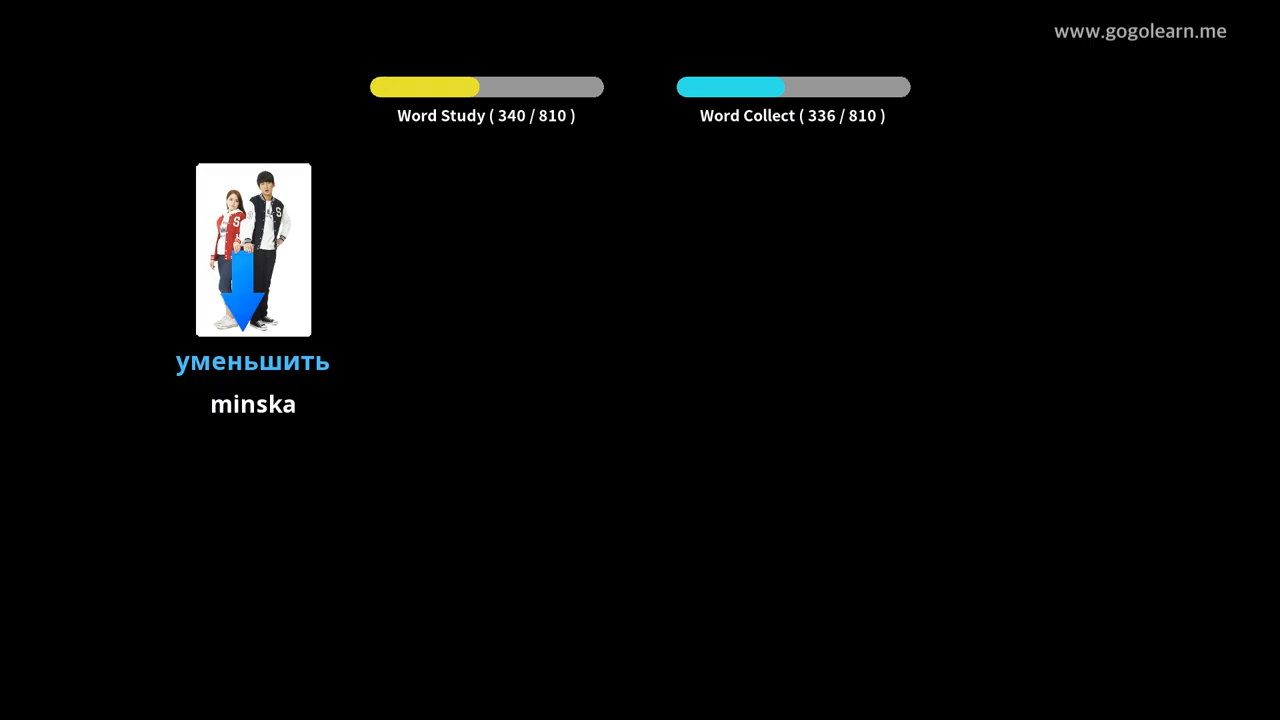 www.gogolearn.me
Word Study ( 340 / 810 )
Word Collect ( 336 / 810 )
S
S
уменьшить
minska